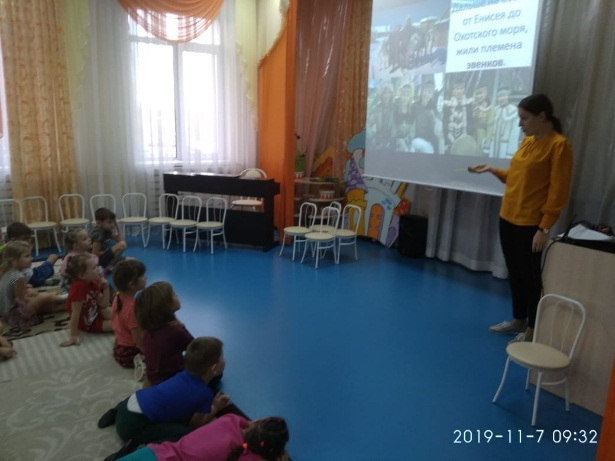 от Енисея до
Охотского моря,
жили племена
эвенков.
2019-11-7 09:32